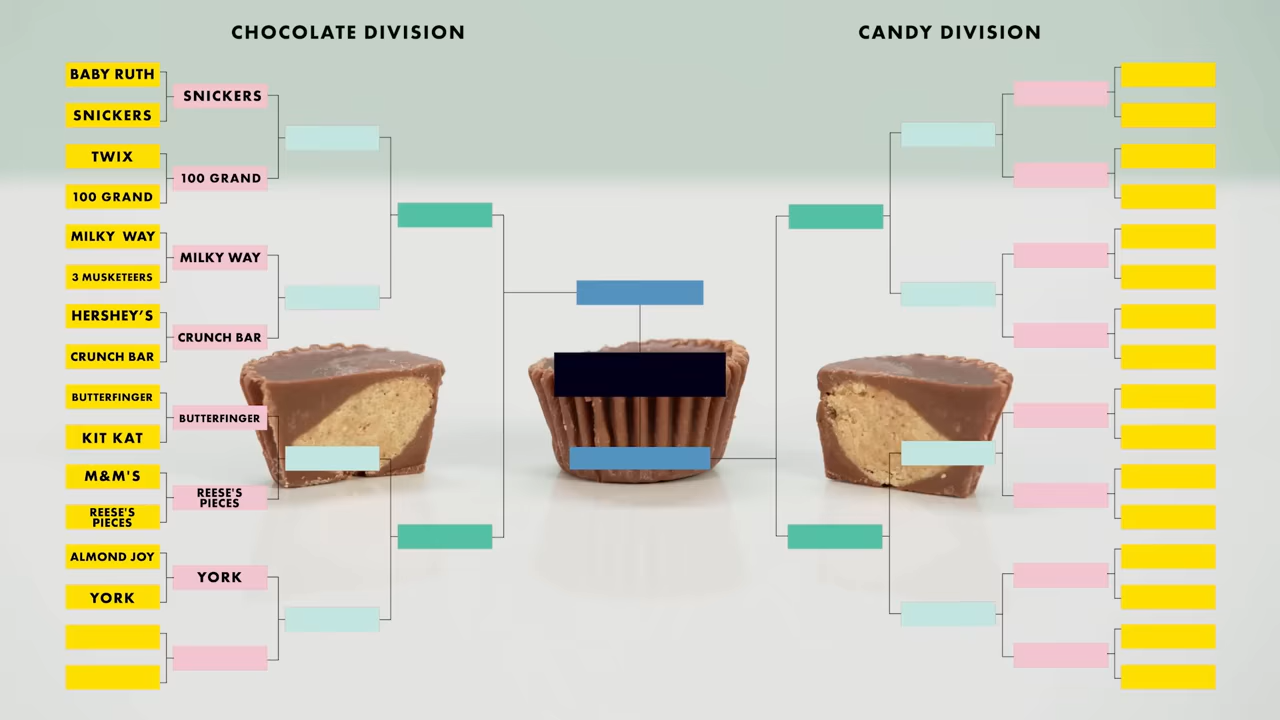 CHOCOLATE DIVISION
CANDY DIVISION
BABY RUTH
SNICKERS
SNICKERS
TWIX
100 GRAND
100 GRAND
MILKY WAY
MILKY WAY
3 MUSKETEERS
HERSHEY’S
CRUNCH BAR
CRUNCH BAR
BUTTERFINGER
BUTTERFINGER
KIT KAT
M&M'S
REESE'S
PIECES
REESE'S
PIECES
ALMOND JOY
YORK
YORK